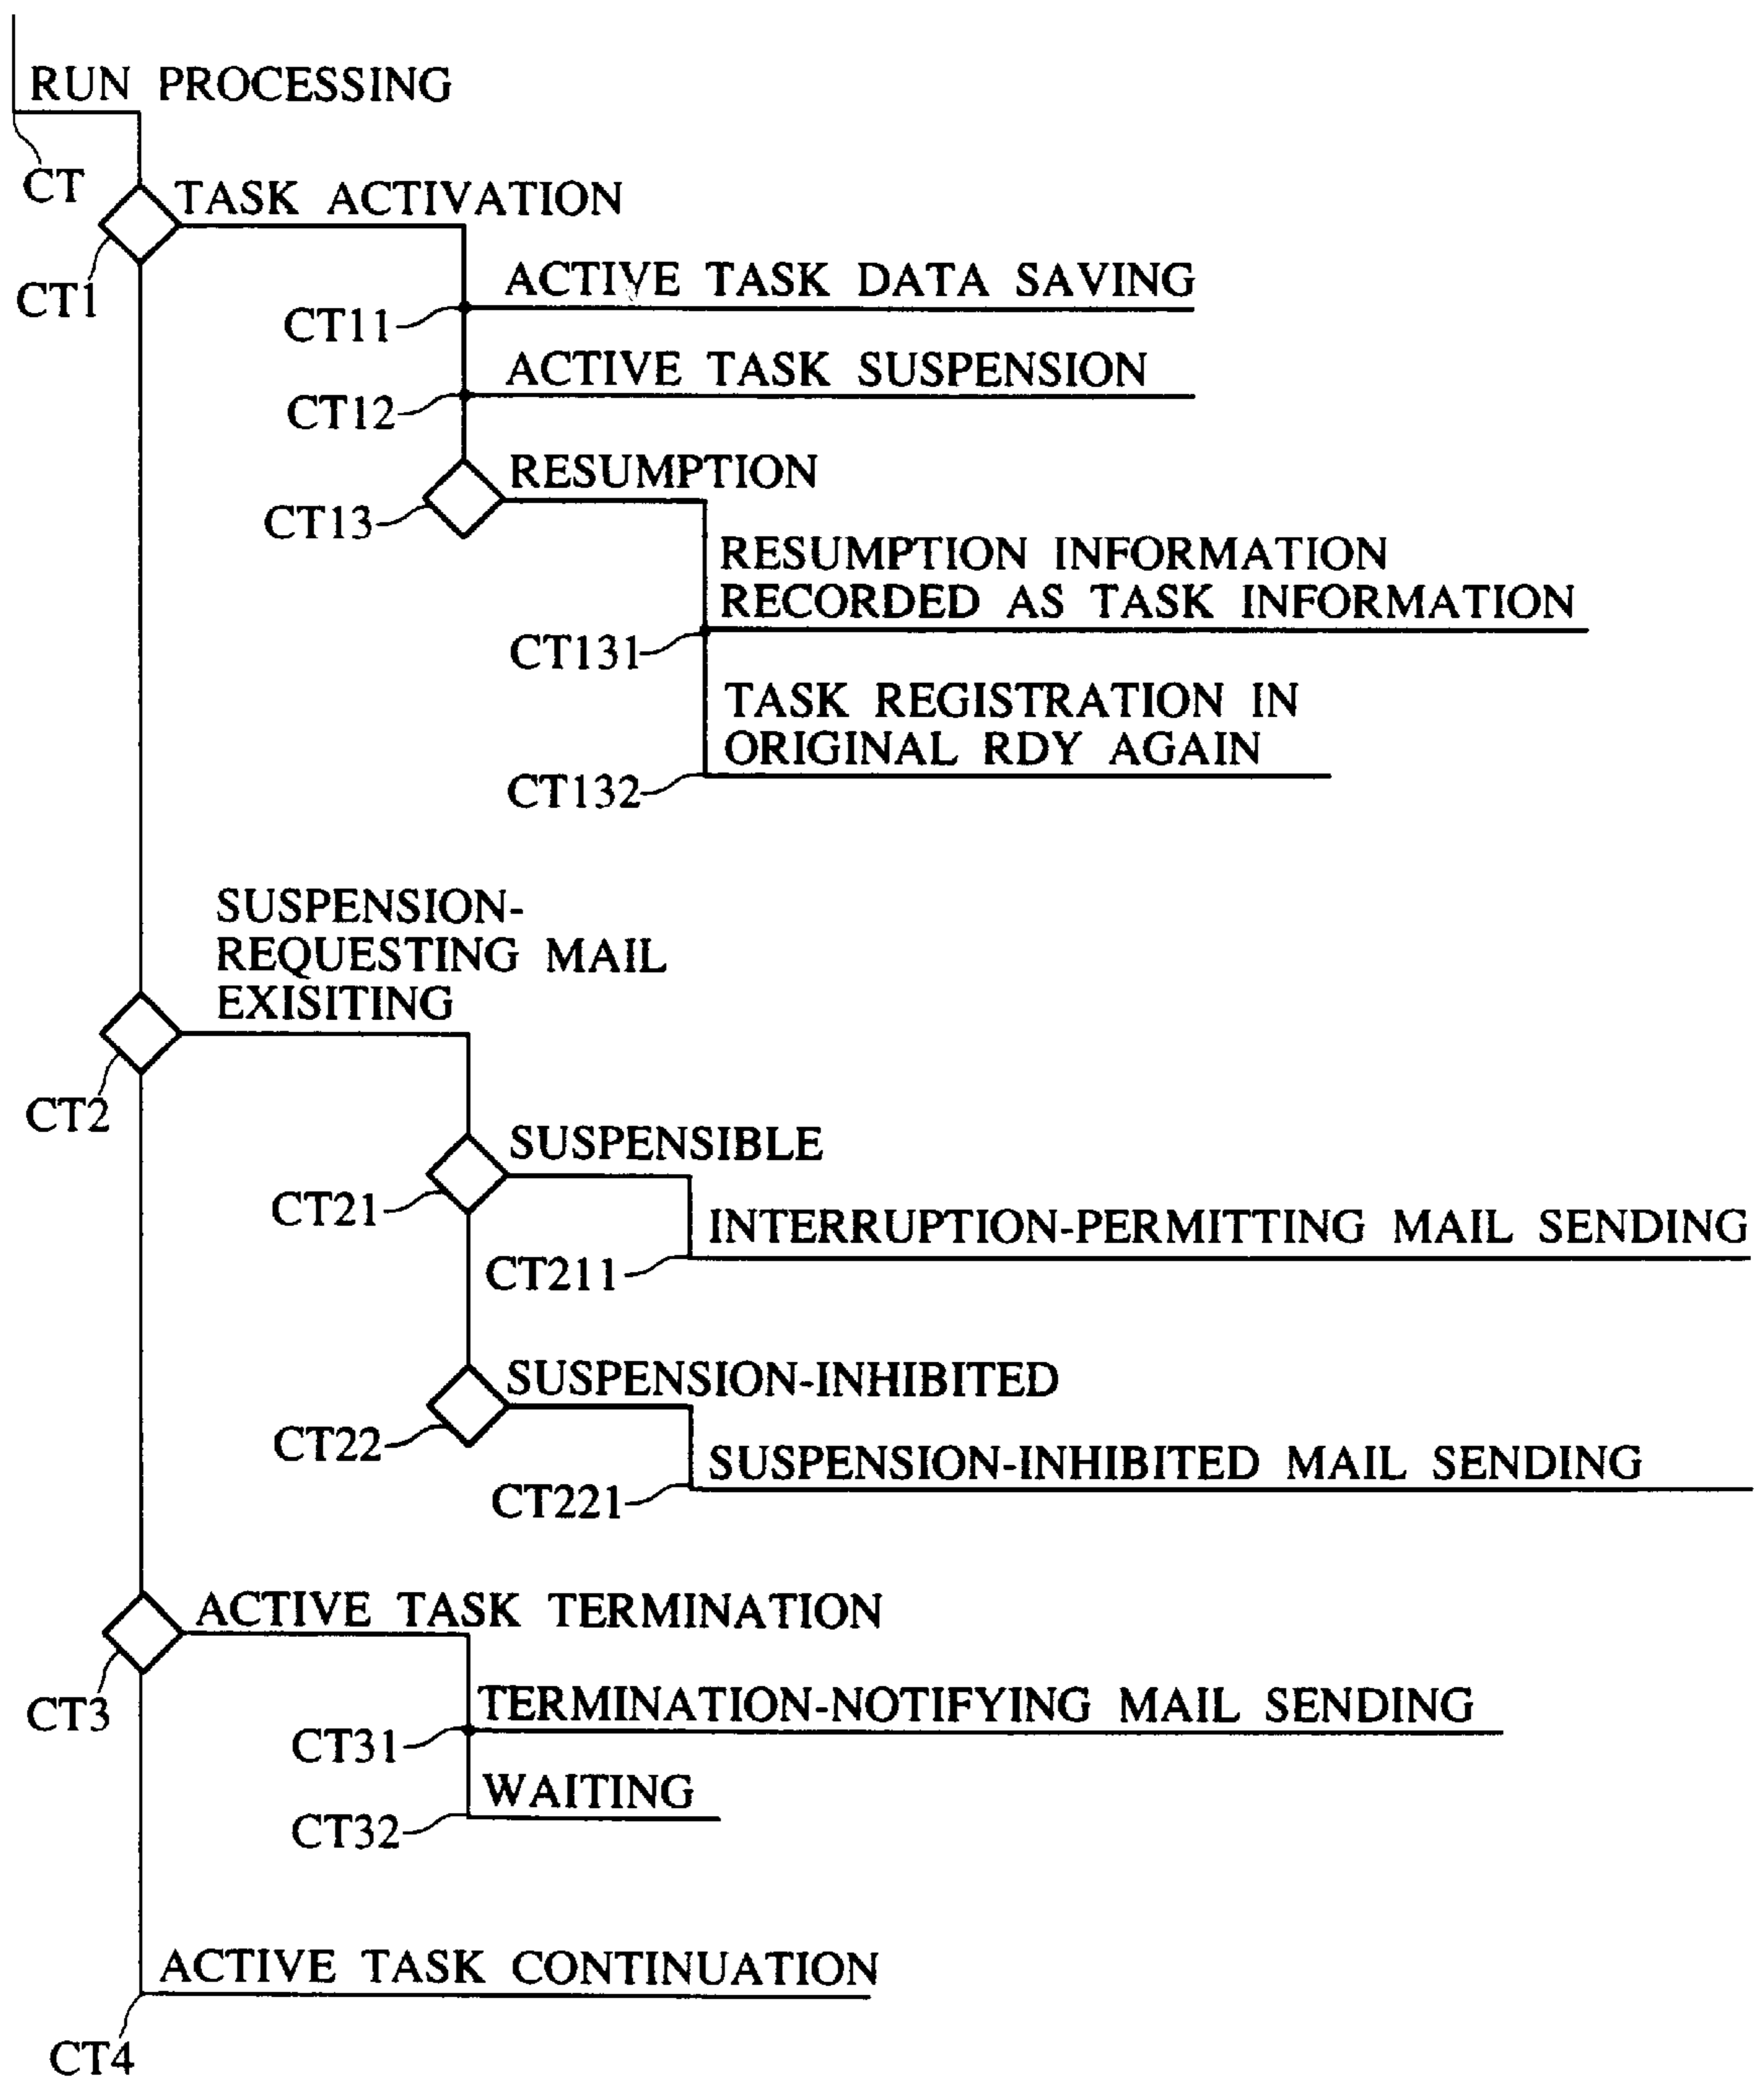 RUN PROCESSING
CT
TASK ACTIVATION
CT1
ACTIVE TASK DATA SAVING
CT11
ACTIVE TASK SUSPENSION
CT12
RESUMPTION
CT13
RESUMPTION INFORMATION
RECORDED AS TASK INFORMATION
CT131
TASK REGISTRATION IN
ORIGINAL RDY AGAIN
CT132
SUSPENSION-
REQUESTING MAIL
EXISITING
CT2
SUSPENSIBLE
CT21
INTERRUPTION-PERMITTING MAIL SENDING
CT211
SUSPENSION-INHIBITED
CT22
SUSPENSION-INHIBITED MAIL SENDING
CT221
ACTIVE TASK TERMINATION
CT3
TERMINATION-NOTIFYING MAIL SENDING
CT31
WAITING
CT32
ACTIVE TASK CONTINUATION
CT4